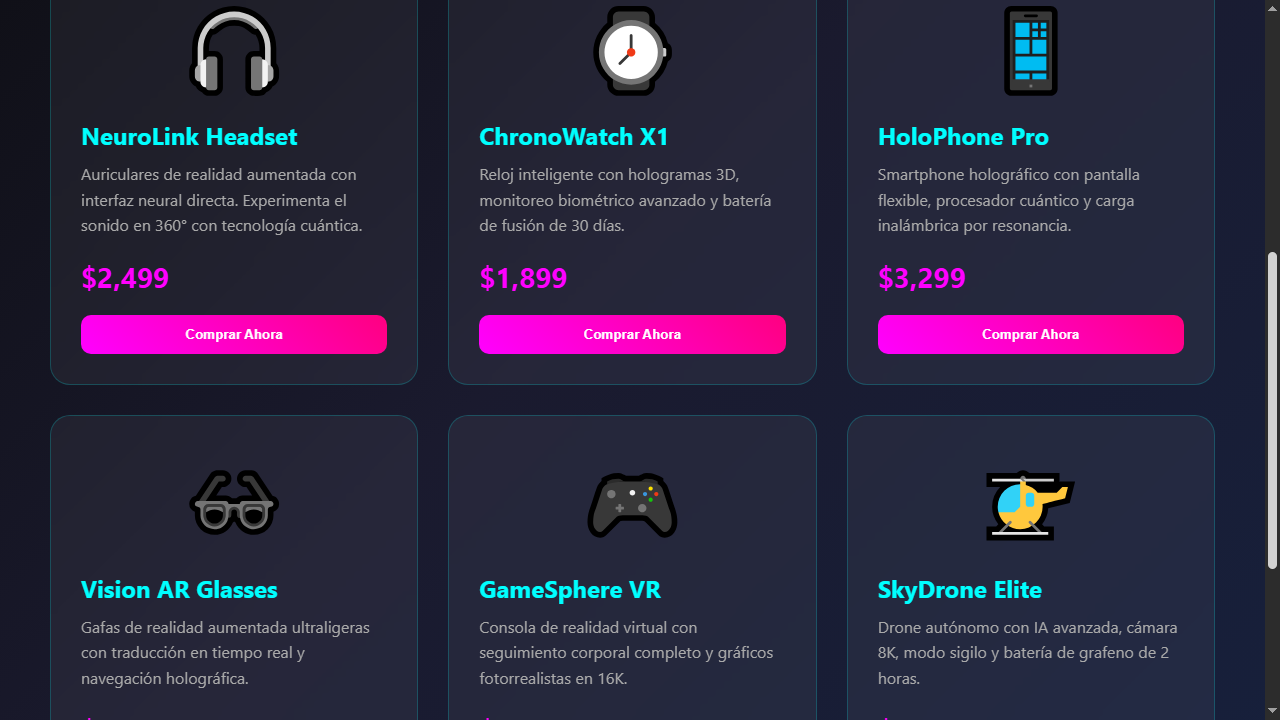 NeuroLink Headset
Auriculares de realidad aumentada con
interfaz neural directa. Experimenta el
sonido en 360° con tecnología cuántica.
$2,499
Comprar Ahora
ChronoWatch X1
Reloj inteligente con hologramas 3D,
monitoreo biométrico avanzado y batería
de fusión de 30 días.
$1,899
Comprar Ahora
HoloPhone Pro
Smartphone holográfico con pantalla
flexible, procesador cuántico y carga
inalámbrica por resonancia.
$3,299
Comprar Ahora
Vision AR Glasses
Gafas de realidad aumentada ultraligeras
con traducción en tiempo real y
navegación holográfica.
GameSphere VR
Consola de realidad virtual con
seguimiento corporal completo y gráficos
fotorrealistas en 16K.
SkyDrone Elite
Drone autónomo con IA avanzada, cámara
8K, modo sigilo y batería de grafeno de 2
horas.